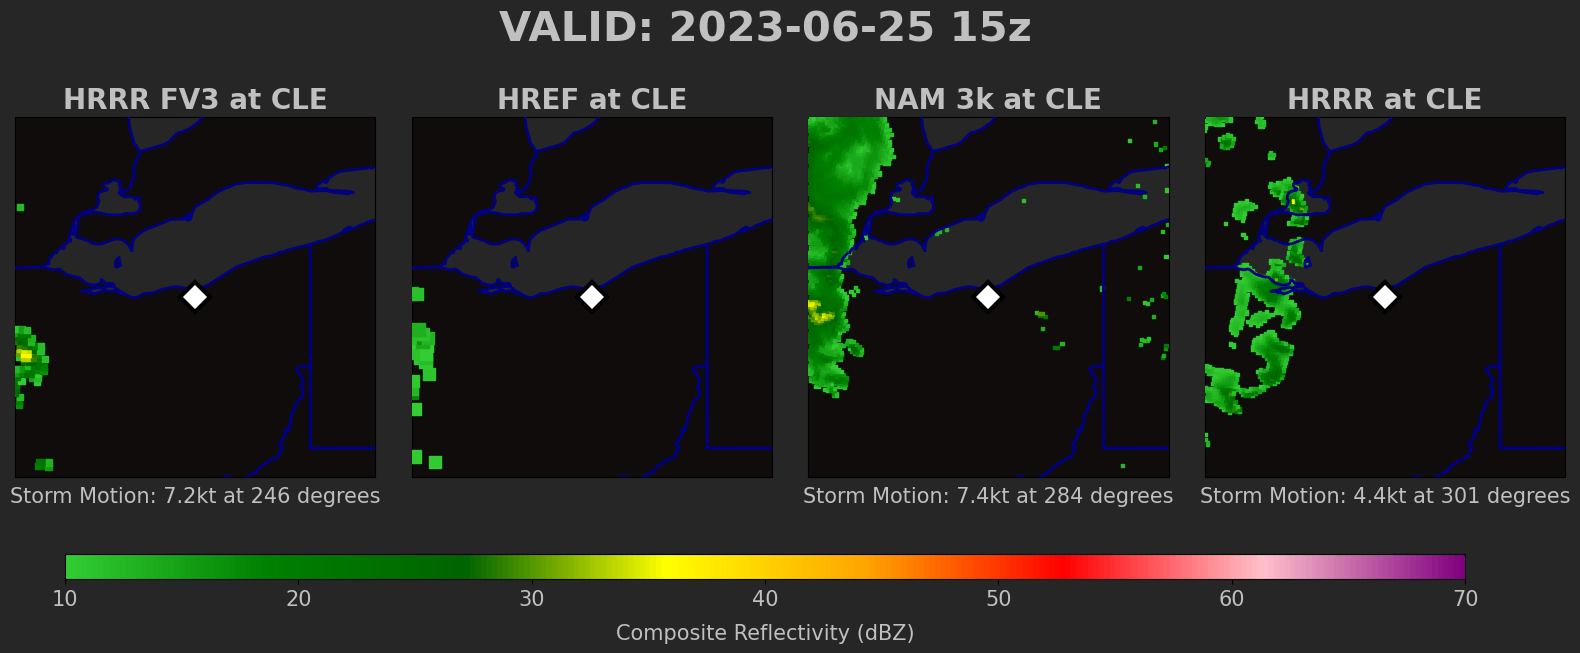 VALID: 2023-06-25 15z
HRRR FV3 at CLE
HREF at CLE
NAM 3k at CLE
HRRR at CLE
Storm Motion: 7.2kt at 246 degrees
Storm Motion: 7.4kt at 284 degrees
Storm Motion: 4.4kt at 301 degrees
10 20 30 40 50 60 70
Composite Reflectivity (dBZ)